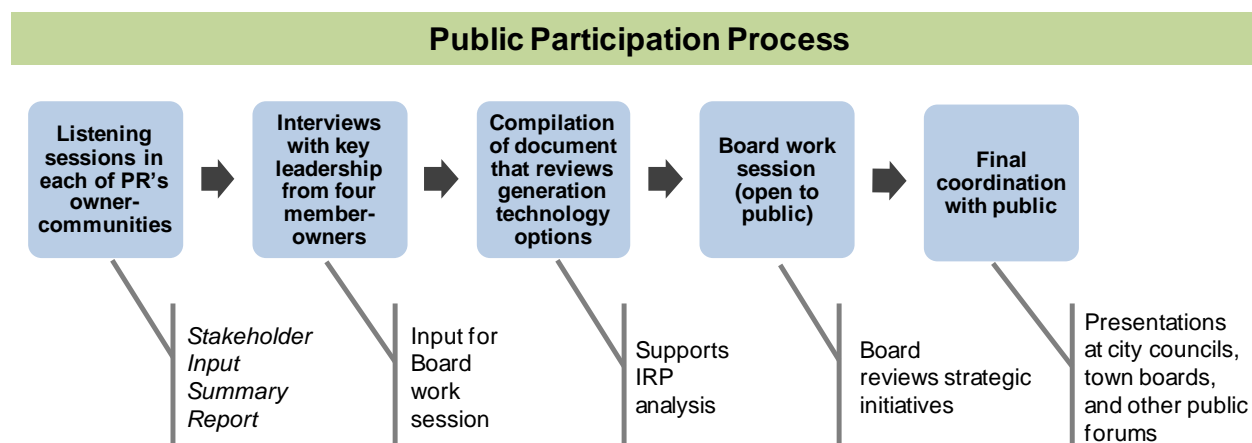 Public Participation Process
Listening
sessions in
each of PR's
owner-
communities
Interviews
with key
leadership
from four
member-
owners
Compilation
of document
that reviews
generation
technology
options
Board work
session
(open to
public)
Final
coordination
with public
Stakeholder
Input
Summary
Report
Input for
Board
work
session
Supports
IRP
analysis
Board
reviews strategic
initiatives
Presentations
at city councils,
town boards,
and other public
forums